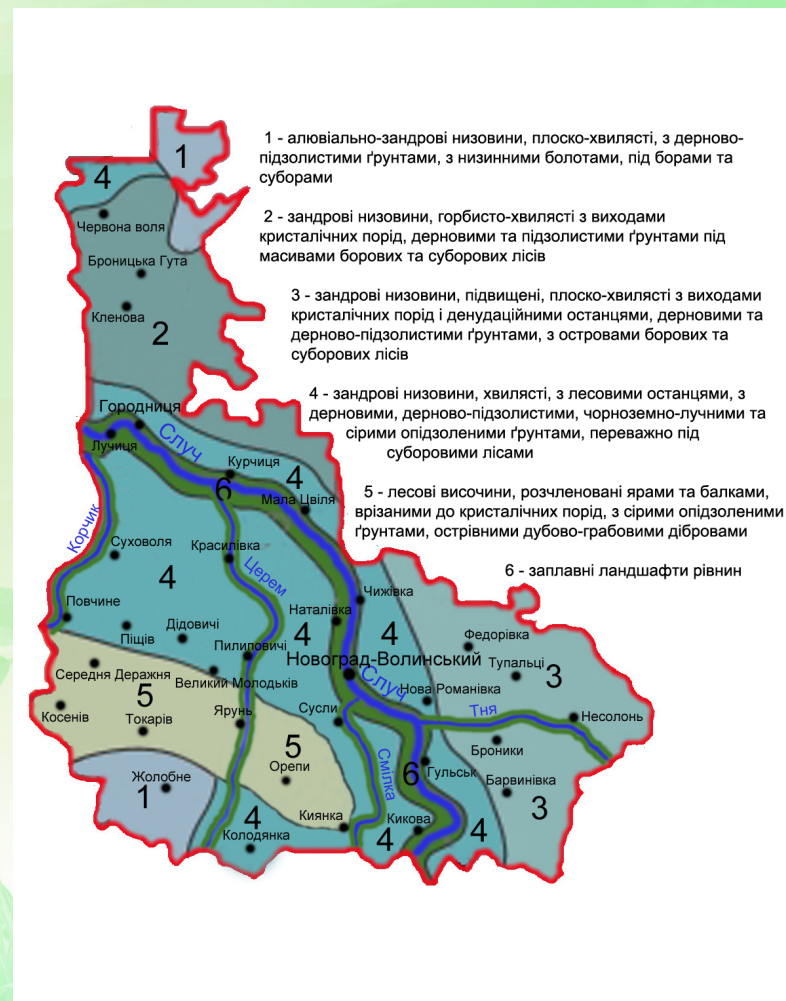 1 - алювіально-зандрові низовини, плоско-хвилясті, з дерново-
підзолистими ґрунтами, з низинними болотами, під борами та
суборами
2 - зандрові низовини, горбисто-хвилясті з виходами
кристалічних порід, дерновими та підзолистими ґрунтами під
масивами борових та суборових лісів
3 - зандрові низовини, підвищені, плоско-хвилясті з виходами
кристалічних порід і денудаційними останцями, дерновими та
дерново-підзолистими ґрунтами, з островами борових та
суборових лісів
4 - зандрові низовини, хвилясті, з лесовими останцями, з
дерновими, дерново-підзолистими, чорноземно-лучними та
сірими опідзоленими ґрунтами, переважно під
суборовими лісами
5 - лесові височини, розчленовані ярами та балками,
врізаними до кристалічних порід, з сірими опідзоленими
ґрунтами, острівними дубово-грабовими дібровами
6 - заплавні ландшафти рівнин
1
4
Червона воля
Броницька Гута
Кленова
2
Городниця
Лучиця
Случ
Курчиця
4
6
Мала Цвіля
Корчик
Суховоля
Красилівка
4
Церем
Чижівка
Повчине
Наталівка
Піщів
Дідовичі
4
4
Федорівка
Пилиповичі
Новоград-Волинський
Тупальці
3
Середня Деражня
Великий Молодьків
Случ
Нова Романівка
5
Косенів
Токарів
Ярунь
Сусли
Тня
Несолонь
5
Орепи
Смілка
6
Гульськ
Броники
Жолобне
1
Барвинівка
3
4
Киянка
Колодянка
Кикова
4
4